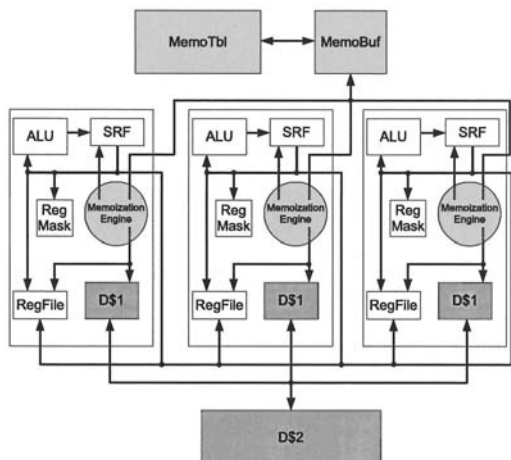 MemoTbl
MemoBuf
ALU
SRF
Reg
Mask
Memoization
Engine
RegFile
D$1
ALU
SRF
Reg
Mask
Memoization
Engine
RegFile
D$1
ALU
SRF
Reg
Mask
Memoization
Engine
RegFile
D$1
D$2